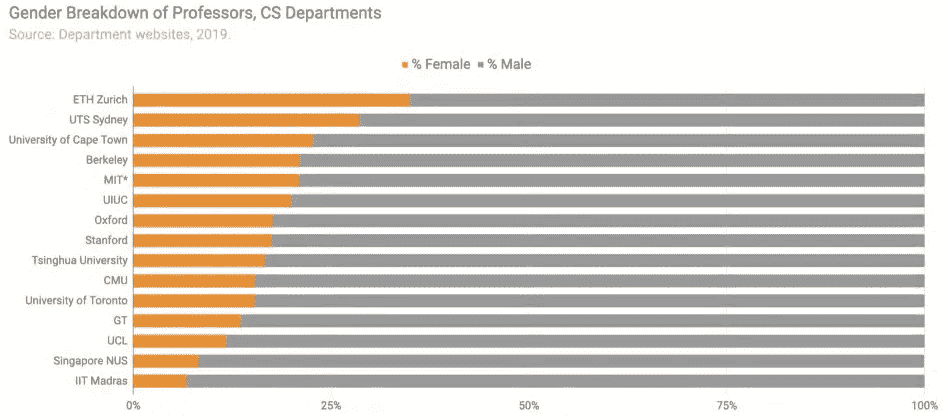 Gender Breakdown of Professors, CS Departments
Source: Department websites, 2019.
% Female % Male
ETH Zurich
UTS Sydney
University of Cape Town
Berkeley
MIT*
UIUC
Oxford
Stanford
Tsinghua University
CMU
University of Toronto
GT
UCL
Singapore NUS
IIT Madras
0% 25% 50% 75% 100%